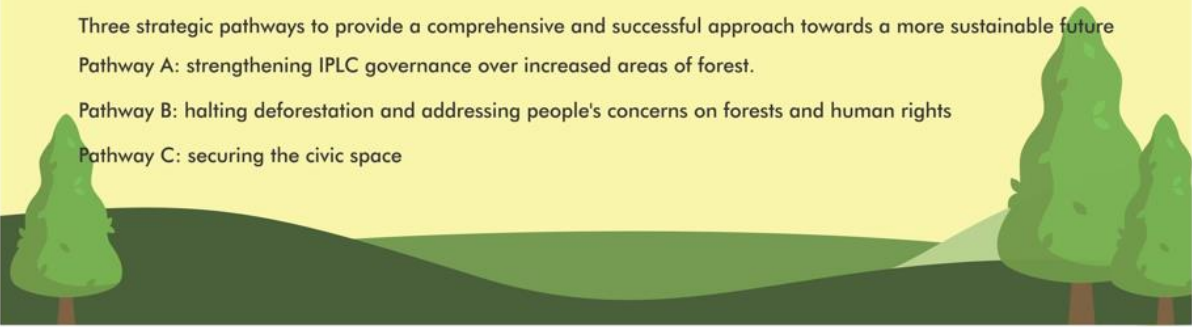 Three strategic pathways to provide a comprehensive and successful approach towards a more sustainable future
Pathway A: strengthening IPLC governance over increased areas of forest.
Pathway B: halting deforestation and addressing people's concerns on forests and human rights
Pathway C: securing the civic space